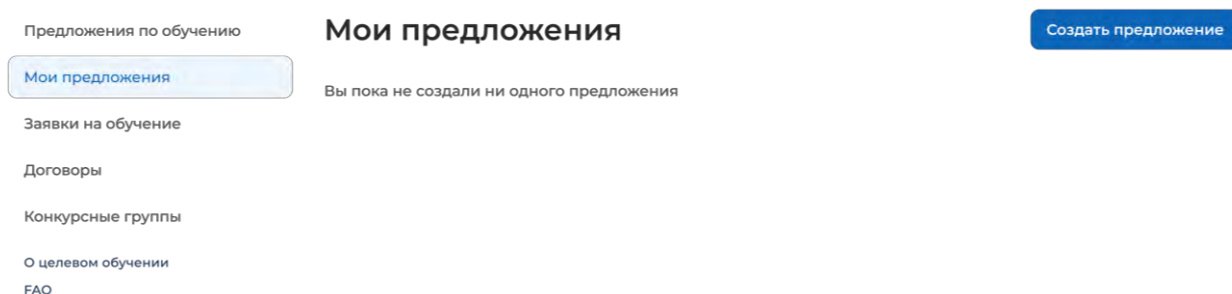 Предложения по обучению
Мои предложения
Заявки на обучение
Договоры
Конкурсные группы
О целевом обучении
FAQ
Мои предложения
Создать предложение
Вы пока не создали ни одного предложения